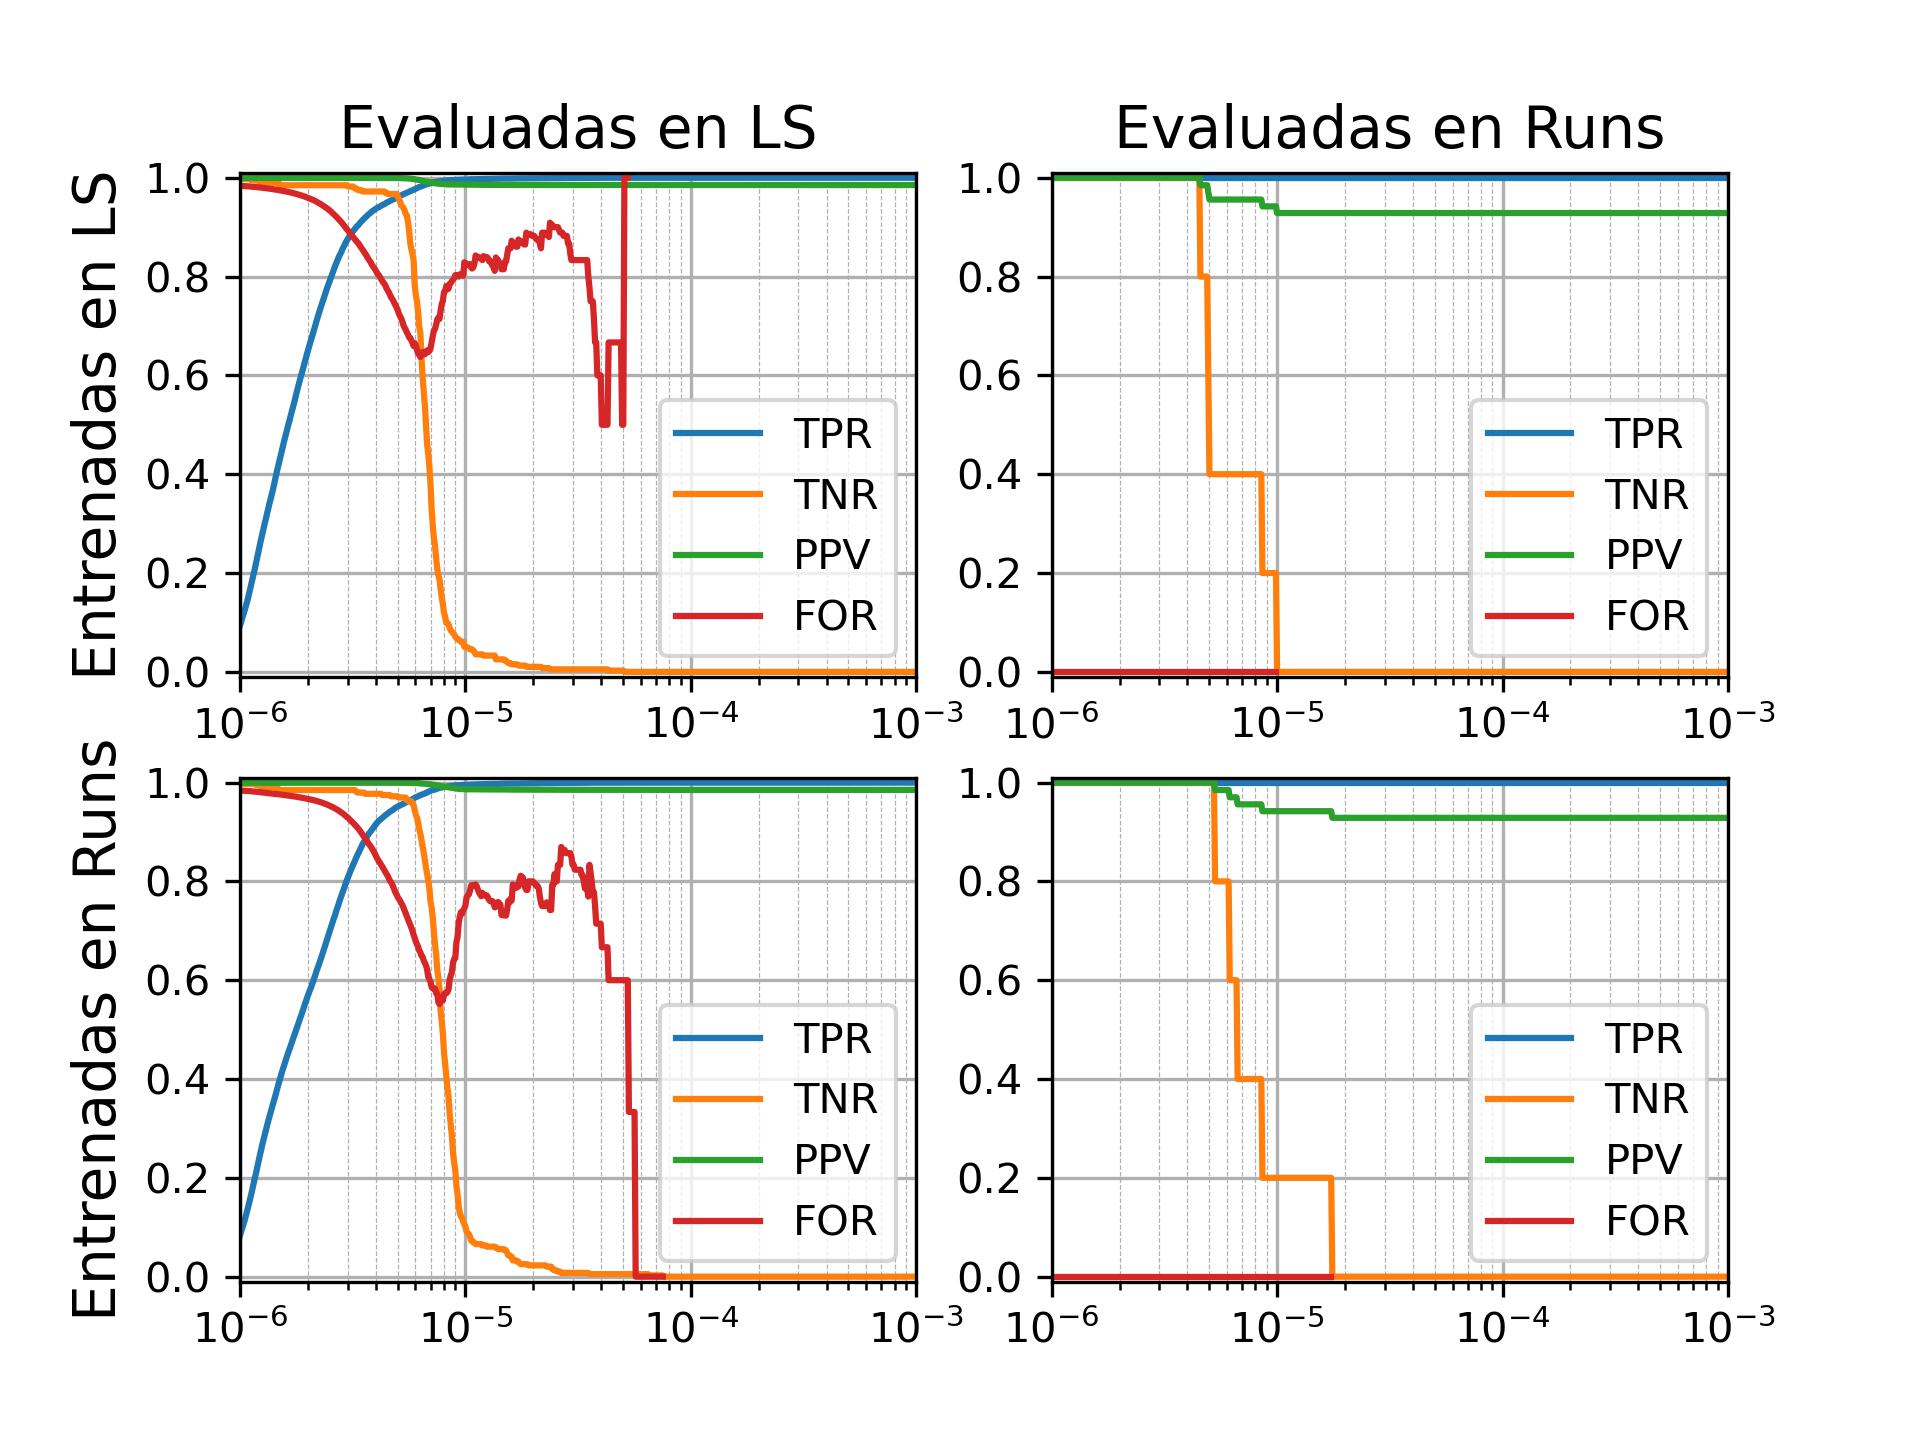 Evaluadas en LS
Evaluadas en Runs
Entrenadas en LS
1.0
0.8
0.6
0.4
0.2
0.0
TPR
TNR
PPV
FOR
10⁻⁶ 10⁻⁵ 10⁻⁴ 10⁻³
1.0
0.8
0.6
0.4
0.2
0.0
TPR
TNR
PPV
FOR
10⁻⁶ 10⁻⁵ 10⁻⁴ 10⁻³
Entrenadas en Runs
1.0
0.8
0.6
0.4
0.2
0.0
TPR
TNR
PPV
FOR
10⁻⁶ 10⁻⁵ 10⁻⁴ 10⁻³
1.0
0.8
0.6
0.4
0.2
0.0
TPR
TNR
PPV
FOR
10⁻⁶ 10⁻⁵ 10⁻⁴ 10⁻³